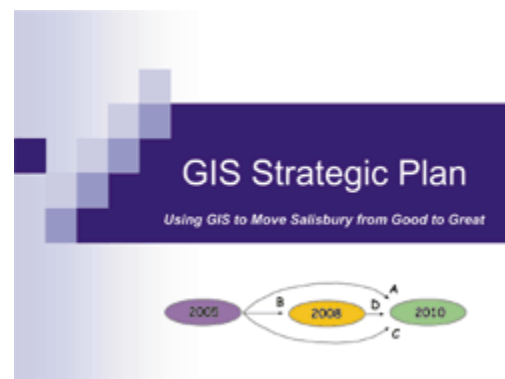 GIS Strategic Plan
Using GIS to Move Salisbury from Good to Great
A
B
D
2005
2008
2010
C